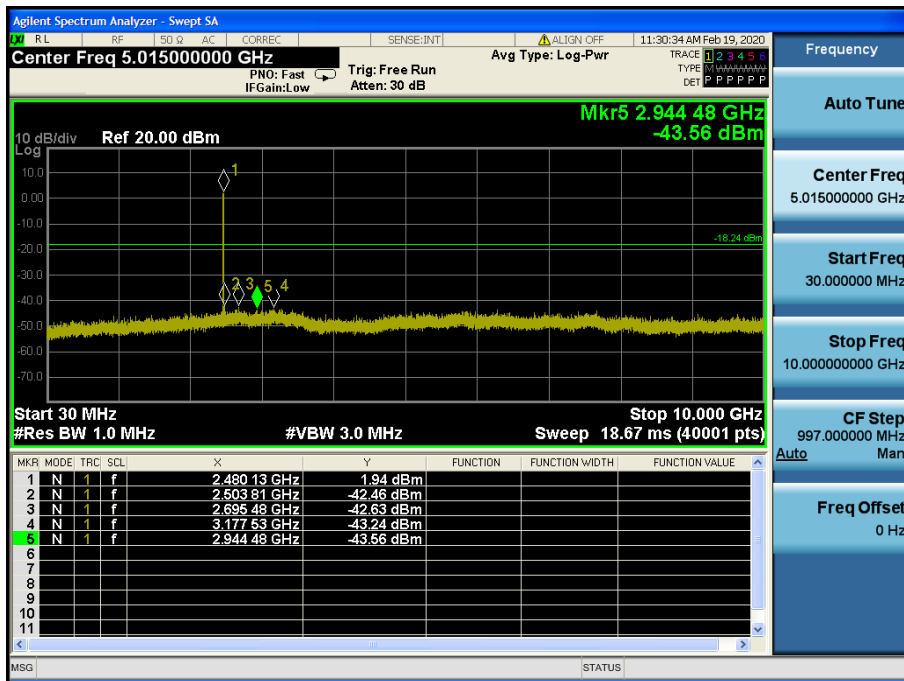 Agilent Spectrum Analyzer - Swept SA
LXI RL RF 50 Ω AC CORREC SENSE:INT ALIGN OFF 11:30:34 AM Feb 19, 2020
Center Freq 5.015000000 GHz
PNO: Fast
IFGain:Low
Trig: Free Run
Atten: 30 dB
Avg Type: Log-Pwr
TRACE 1 2 3 4 5 6
TYPE M WWWWW
DET P P P P P P
Mkr5 2.944 48 GHz
-43.56 dBm
10 dB/div Ref 20.00 dBm
Log
10.0
0.00
-10.0
-20.0
-30.0
-40.0
-50.0
-60.0
-70.0
1
2 3 5 4
-18.24 dBm
Start 30 MHz Stop 10.000 GHz
#Res BW 1.0 MHz #VBW 3.0 MHz Sweep 18.67 ms (40001 pts)
MKR MODE TRC SCL X Y FUNCTION FUNCTION WIDTH FUNCTION VALUE
1 N 1 f 2.480 13 GHz 1.94 dBm
2 N 1 f 2.503 81 GHz -42.46 dBm
3 N 1 f 2.695 48 GHz -42.63 dBm
4 N 1 f 3.177 53 GHz -43.24 dBm
5 N 1 f 2.944 48 GHz -43.56 dBm
6
7
8
9
10
11
MSG STATUS
Frequency
Auto Tune
Center Freq
5.015000000 GHz
Start Freq
30.000000 MHz
Stop Freq
10.000000000 GHz
CF Step
997.000000 MHz
Auto Man
Freq Offset
0 Hz